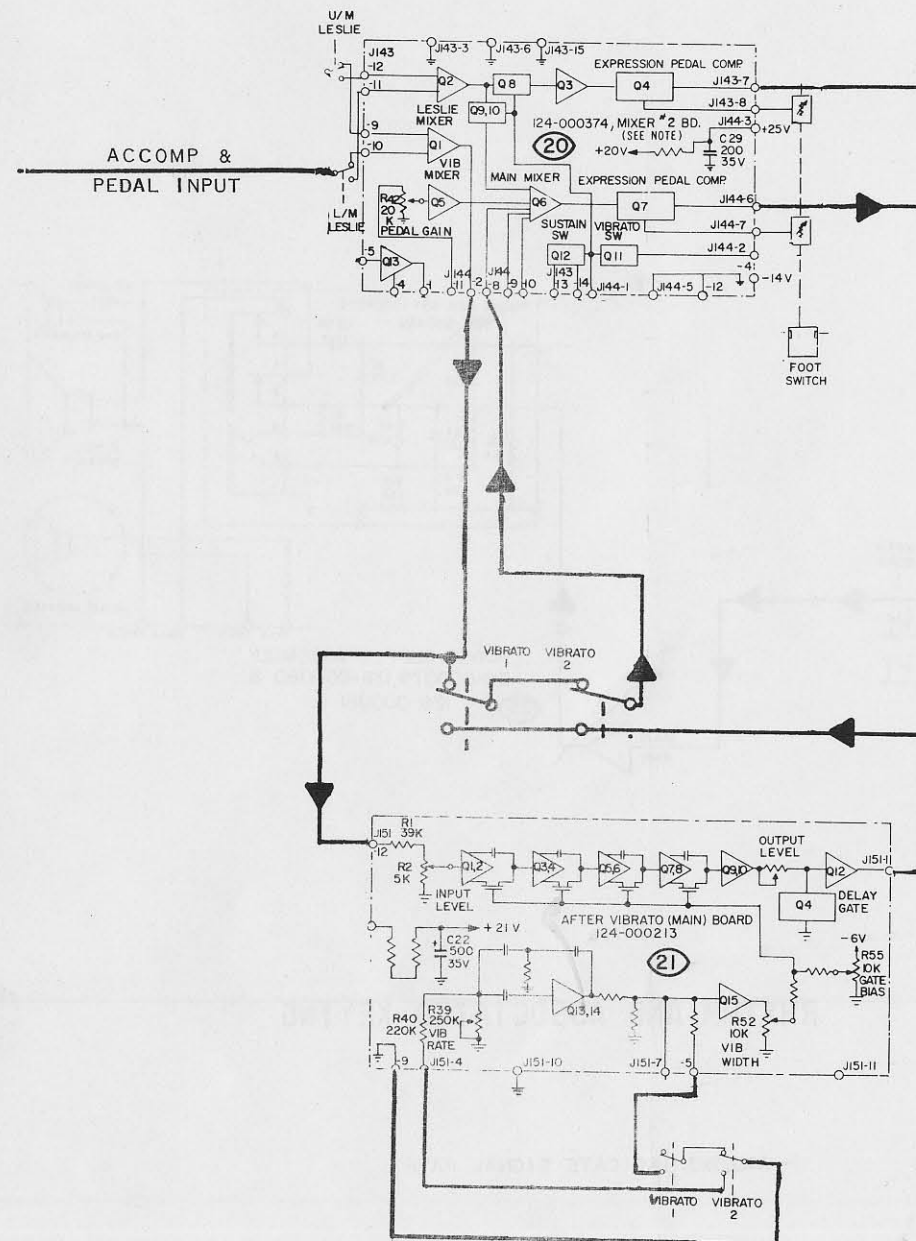 U/M
LESLIE
J143
-12
-11
-9
-10
-5
J143-3
J143-6
J143-15
Q2
LESLIE
MIXER
Q8
Q9,10
Q3
EXPRESSION PEDAL COMP.
Q4
J143-7
J143-8
J144-3
+25V
124-000374, MIXER #2 BD.
(SEE NOTE)
20
+20V
C29
200
35V
ACCOMP &
PEDAL INPUT
Q1
VIB
MIXER
MAIN MIXER
EXPRESSION PEDAL COMP.
L/M
LESLIE
R42
20
K
PEDAL GAIN
Q5
Q6
Q7
J144-6
J144-7
SUSTAIN
SW
VIBRATO
SW
Q12
Q11
J144-2
-4
-14V
Q13
-4
-1
J144
-11
-2
J144
-8
-9
-10
J143
13
-14
J144-1
J144-5
-12
FOOT
SWITCH
VIBRATO
1
VIBRATO
2
J151
-12
R1
39K
R2
5K
INPUT
LEVEL
Q1,2
Q3,4
Q5,6
Q7,8
Q9,10
OUTPUT
LEVEL
Q12
J151-1
Q4
DELAY
GATE
AFTER VIBRATO (MAIN) BOARD
124-000213
21
+21V
C22
500
35V
-6V
R55
10K
GATE
BIAS
R40
220K
R39
250K
VIB
RATE
Q13,14
Q15
R52
10K
VIB
WIDTH
-9
J151-4
J151-10
J151-7
-5
J151-11
VIBRATO
1
VIBRATO
2